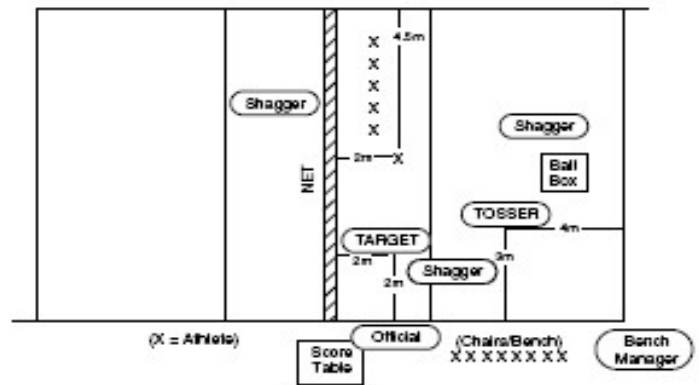 X
4.5m
X
X
X
X
Shagger
Shagger
2m
X
NET
Ball
Box
TOSSER
4m
TARGET
2m
2m
Shagger
3m
(X = Athlete)
Official
(Chairs/Bench)
X X X X X X X X
Score
Table
Bench
Manager